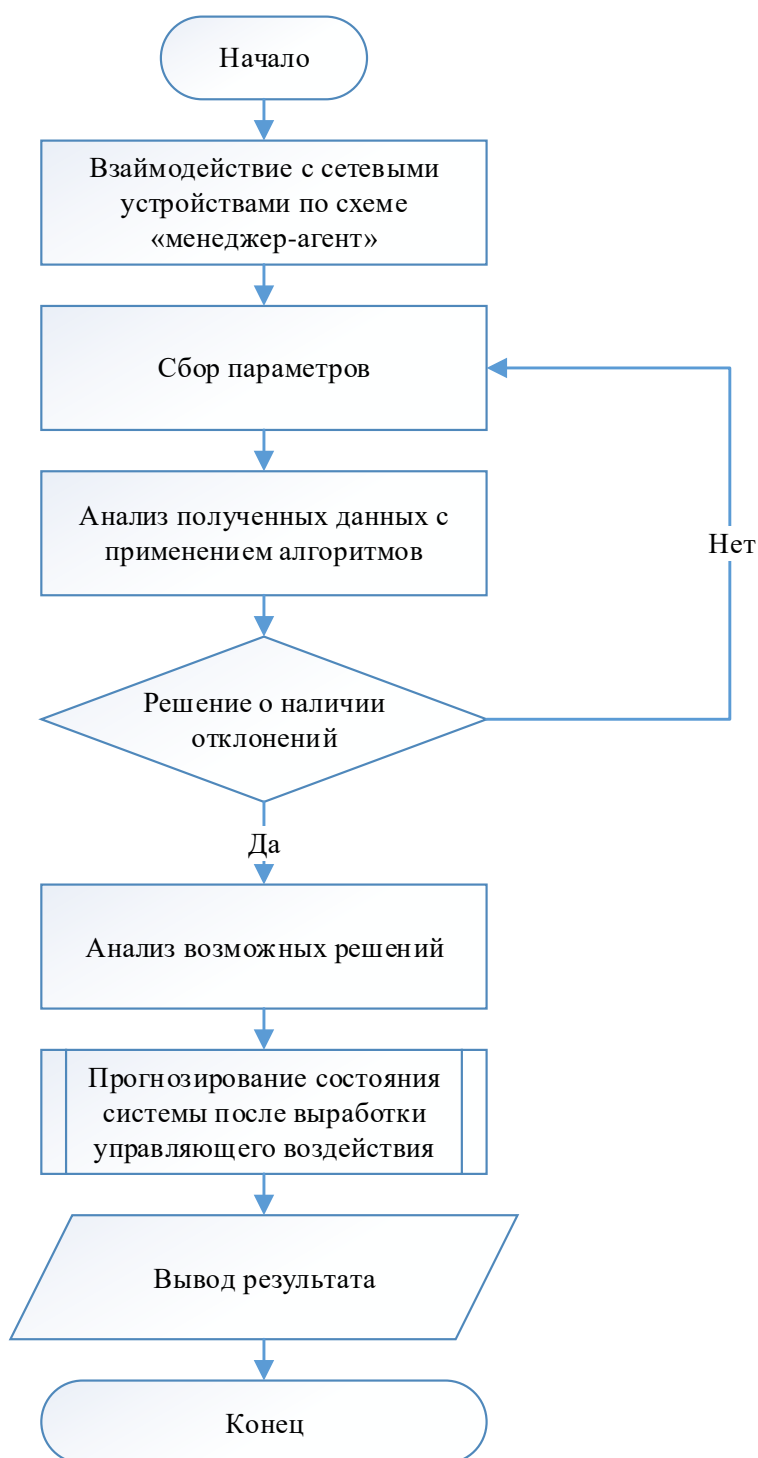 Начало
Взаймодействие с сетевыми
устройствами по схеме
«менеджер-агент»
Сбор параметров
Анализ полученных данных с
применением алгоритмов
Нет
Решение о наличии
отклонений
Да
Анализ возможных решений
Прогнозирование состояния
системы после выработки
управляющего воздействия
Вывод результата
Конец